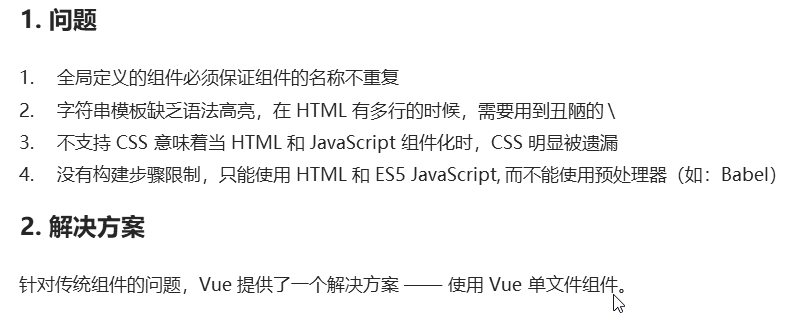 1. 问题
1. 全局定义的组件必须保证组件的名称不重复
2. 字符串模板缺乏语法高亮，在 HTML 有多行的时候，需要用到丑陋的 \
3. 不支持 CSS 意味着当 HTML 和 JavaScript 组件化时，CSS 明显被遗漏
4. 没有构建步骤限制，只能使用 HTML 和 ES5 JavaScript, 而不能使用预处理器（如：Babel）
2. 解决方案
针对传统组件的问题，Vue 提供了一个解决方案 —— 使用 Vue 单文件组件。